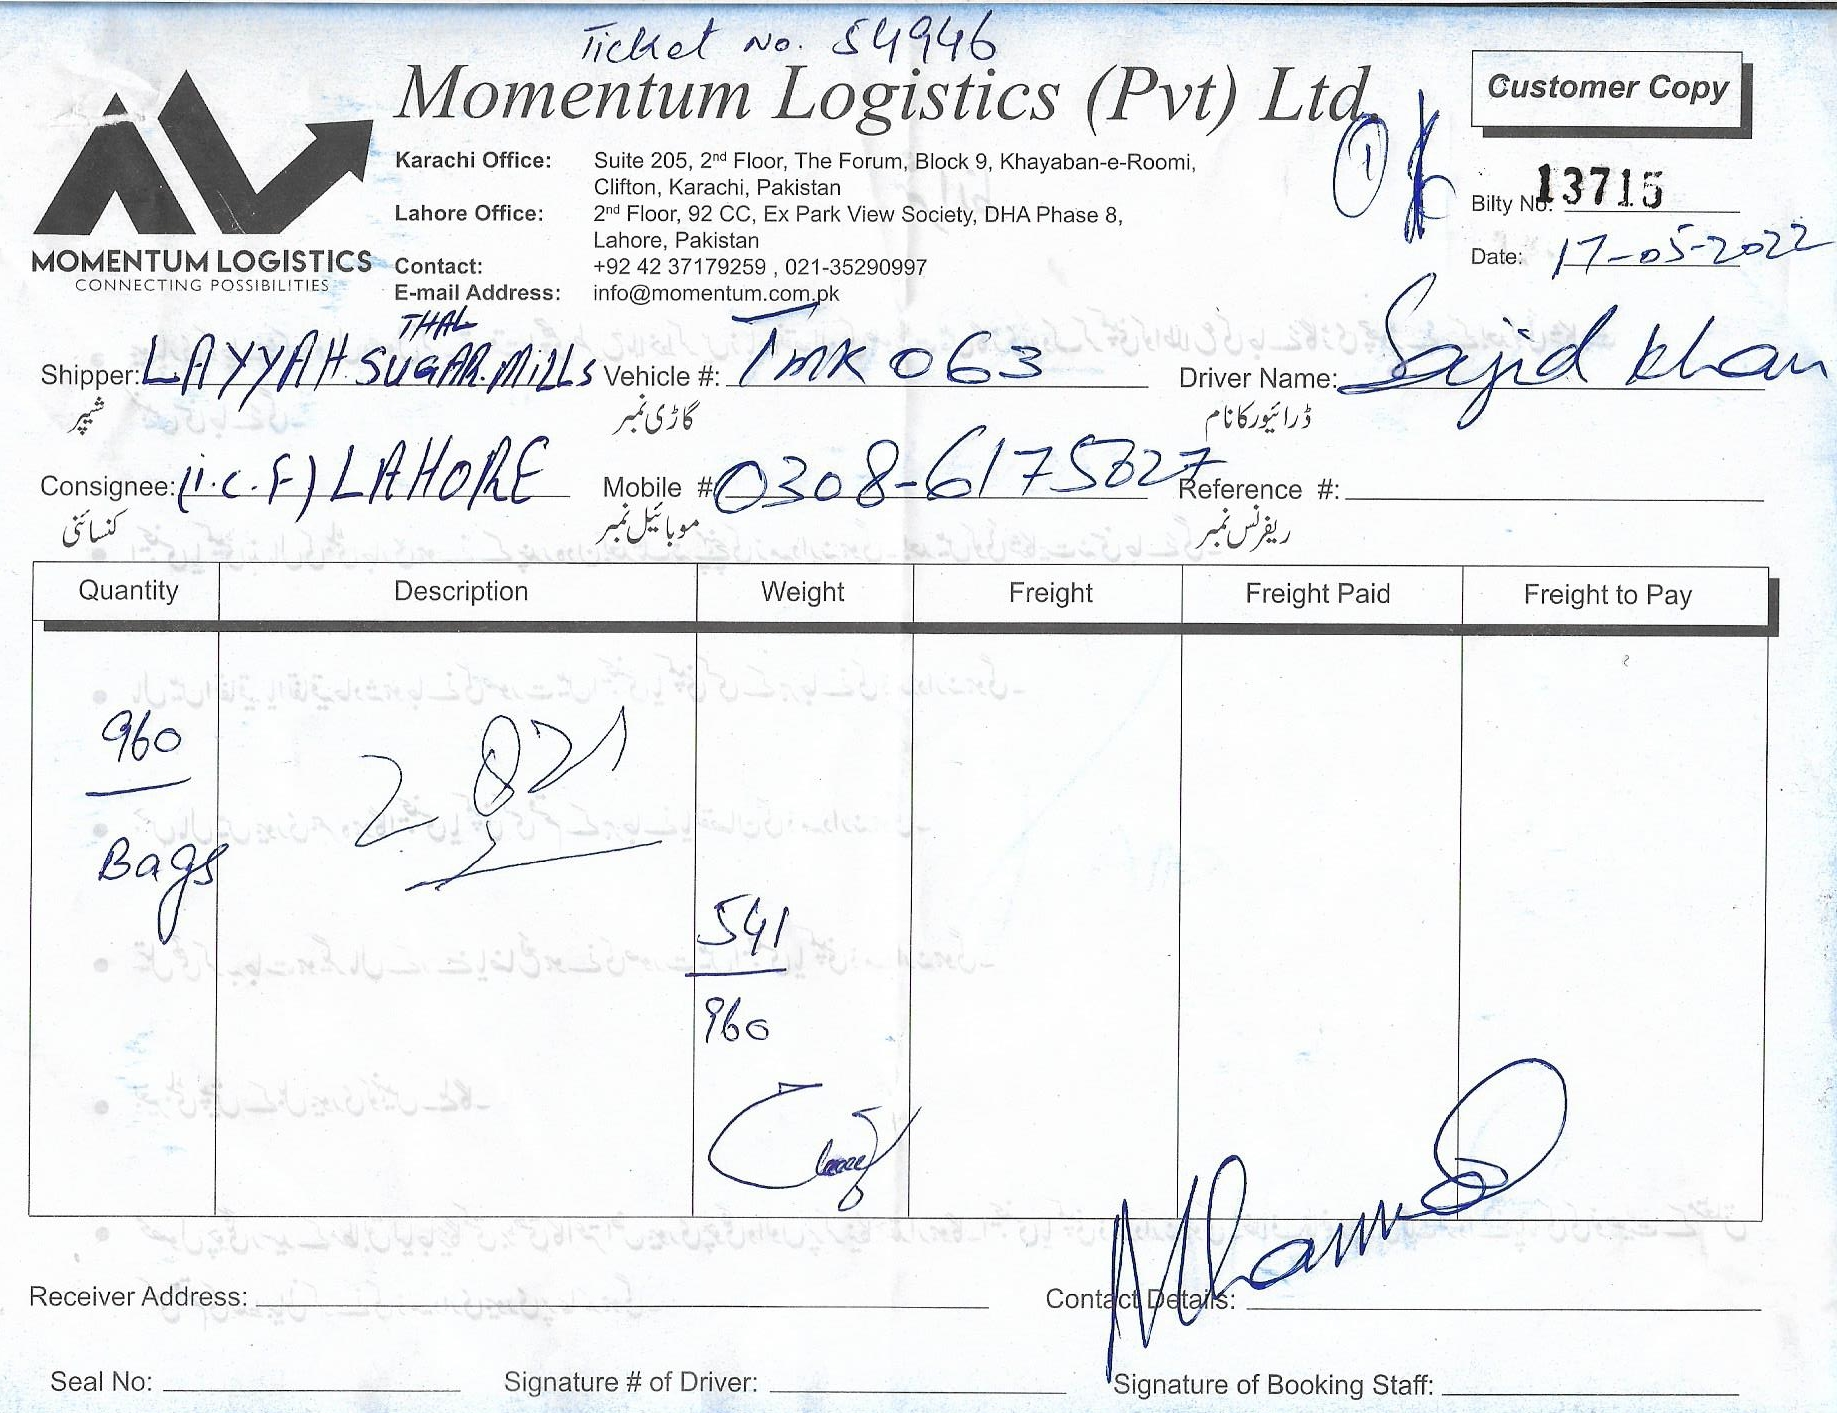 Ticket No. 54946
Momentum Logistics (Pvt) Ltd.
Customer Copy
Karachi Office: Suite 205, 2nd Floor, The Forum, Block 9, Khayaban-e-Roomi,
Clifton, Karachi, Pakistan
Lahore Office: 2nd Floor, 92 CC, Ex Park View Society, DHA Phase 8,
Lahore, Pakistan
Contact: +92 42 37179259 , 021-35290997
E-mail Address: info@momentum.com.pk
MOMENTUM LOGISTICS
CONNECTING POSSIBILITIES
1
Bilty No: 13715
Date: 17-05-2022
THAL
Shipper: LAYYAH SUGAR.MILLS Vehicle #: TMK 063 Driver Name: Sajid Khan
شیپر گاڑی نمبر ڈرائیور کا نام
Consignee: (I.C.F) LAHORE Mobile # 0308-6175027 Reference #:
کنسائنی موبائیل نمبر ریفرنس نمبر
Quantity Description Weight Freight Freight Paid Freight to Pay
960
Bags
541
960
Receiver Address: Contact Details:
Seal No: Signature # of Driver: Signature of Booking Staff: